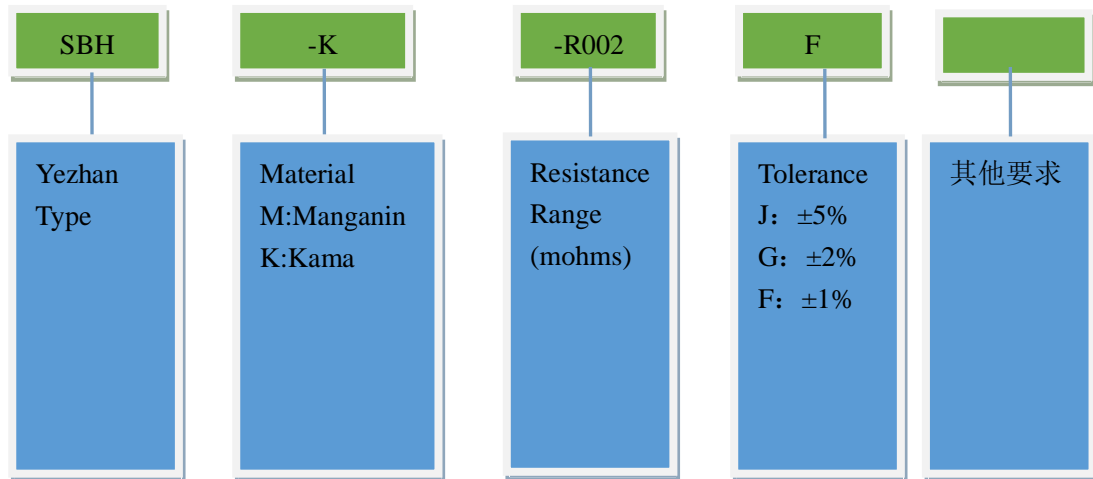 SBH
-K
-R002
F
Yezhan
Type
Material
M:Manganin
K:Kama
Resistance
Range
(mohms)
Tolerance
J：±5%
G：±2%
F：±1%
其他要求